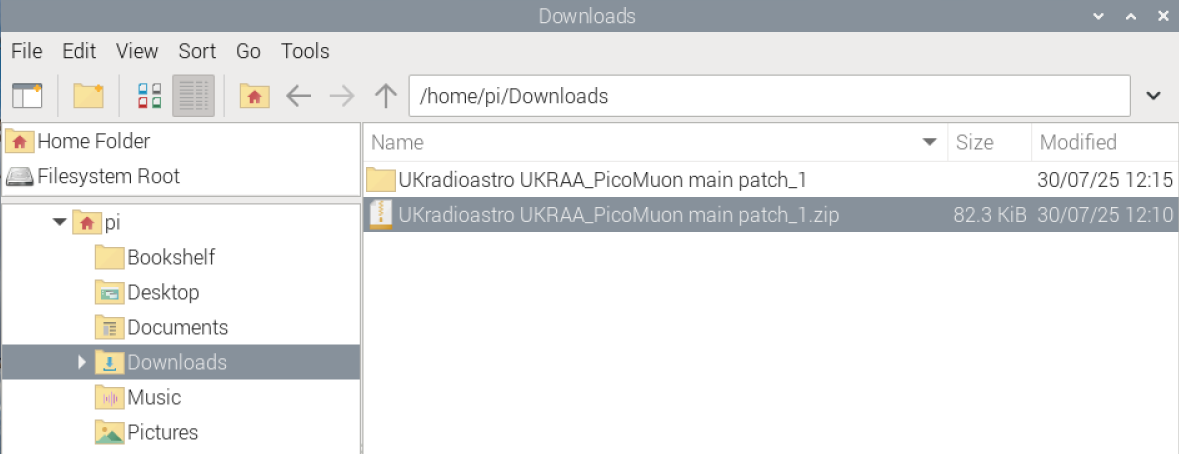 Downloads
File Edit View Sort Go Tools
/home/pi/Downloads
Home Folder
Filesystem Root
pi
Bookshelf
Desktop
Documents
Downloads
Music
Pictures
Name Size Modified
UKradioastro UKRAA_PicoMuon main patch_1 30/07/25 12:15
UKradioastro UKRAA_PicoMuon main patch_1.zip 82.3 KiB 30/07/25 12:10